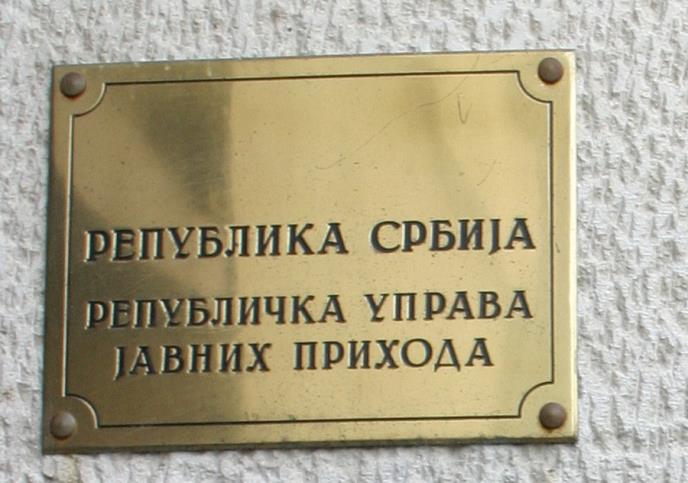 РЕПУБЛИКА СРБИЈА
РЕПУБЛИЧКА УПРАВА
ЈАВНИХ ПРИХОДА